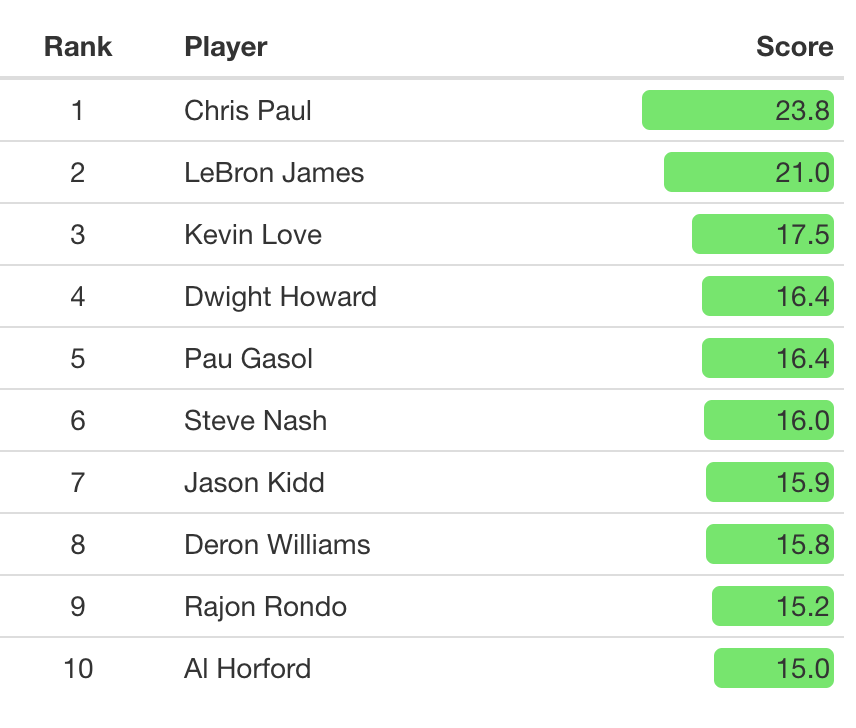 Rank Player Score
1 Chris Paul 23.8
2 LeBron James 21.0
3 Kevin Love 17.5
4 Dwight Howard 16.4
5 Pau Gasol 16.4
6 Steve Nash 16.0
7 Jason Kidd 15.9
8 Deron Williams 15.8
9 Rajon Rondo 15.2
10 Al Horford 15.0